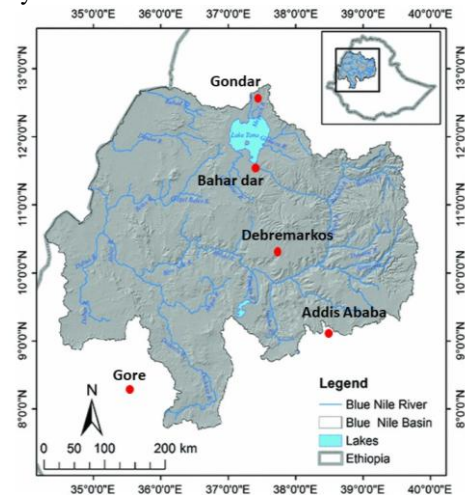 y
35°0'0"E 36°0'0"E 37°0'0"E 38°0'0"E 39°0'0"E 40°0'0"E
13°0'0"N
12°0'0"N
11°0'0"N
10°0'0"N
9°0'0"N
8°0'0"N
Gondar
Lake Tana
Bahar dar
Debremarkos
Addis Ababa
Gore
N
0 50 100 200 km
Legend
Blue Nile River
Blue Nile Basin
Lakes
Ethiopia
13°0'0"N
12°0'0"N
11°0'0"N
10°0'0"N
9°0'0"N
8°0'0"N
35°0'0"E 36°0'0"E 37°0'0"E 38°0'0"E 39°0'0"E